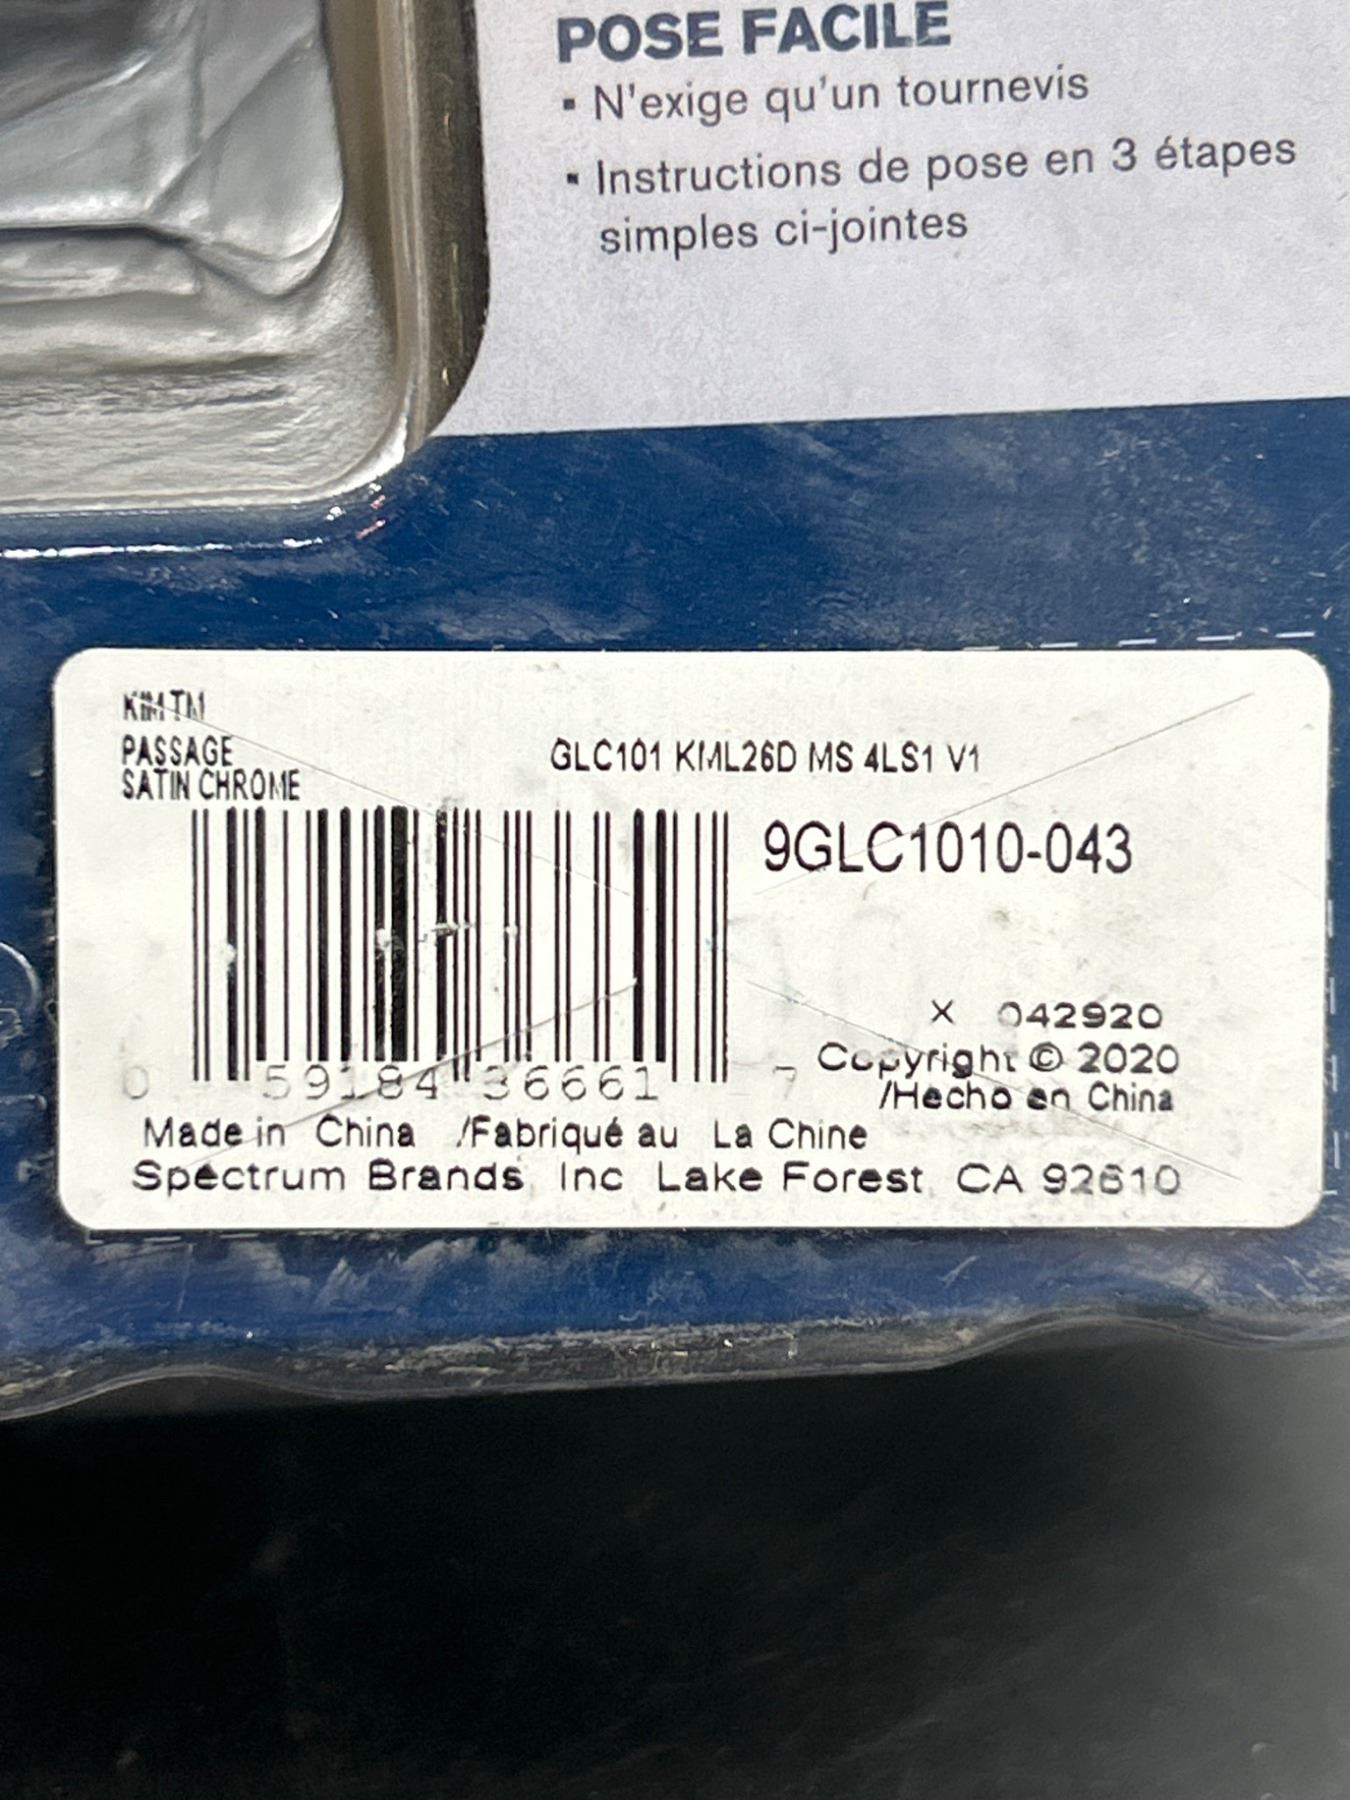 POSE FACILE
▪ N'exige qu'un tournevis
▪ Instructions de pose en 3 étapes
simples ci-jointes
KIM TM
PASSAGE
SATIN CHROME
GLC101 KML26D MS 4LS1 V1
9GLC1010-043
0 59184 36661 7
X 042920
Copyright © 2020
/Hecho en China
Made in China /Fabriqué au La Chine
Spectrum Brands, Inc Lake Forest, CA 92610